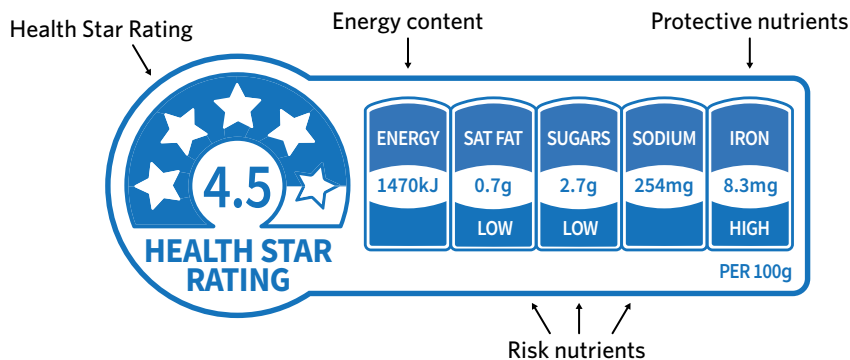 Health Star Rating
Energy content
Protective nutrients
4.5
HEALTH STAR
RATING
ENERGY SAT FAT SUGARS SODIUM IRON
1470kJ 0.7g 2.7g 254mg 8.3mg
LOW LOW HIGH
PER 100g
Risk nutrients